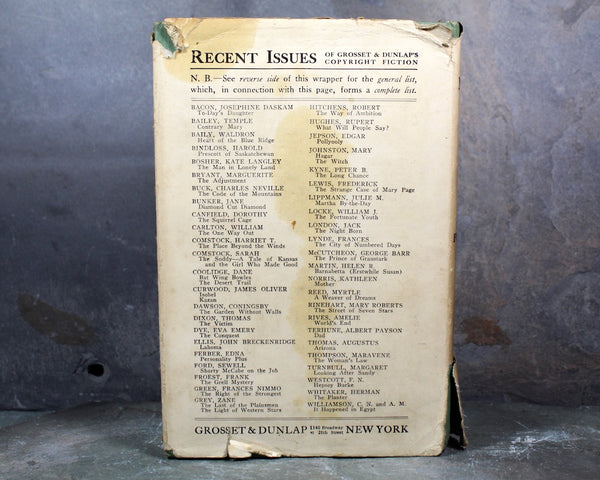 RECENT ISSUES OF GROSSET & DUNLAP'S
COPYRIGHT FICTION
N. B.—See reverse side of this wrapper for the general list,
which, in connection with this page, forms a complete list.
BACON, JOSEPHINE DASKAM
To-Day's Daughter
BAILEY, TEMPLE
Contrary Mary
BAILY, WALDRON
Heart of the Blue Ridge
BINDLOSS, HAROLD
Prescott of Saskatchewan
BOSHER, KATE LANGLEY
The Man in Lonely Land
BRYANT, MARGUERITE
The Adjustment
BUCK, CHARLES NEVILLE
The Code of the Mountains
BUNKER, JANE
Diamond Cut Diamond
CANFIELD, DOROTHY
The Squirrel Cage
CARLTON, WILLIAM
The One Way Out
COMSTOCK, HARRIET T.
The Place Beyond the Winds
COMSTOCK, SARAH
The Soddy—A Tale of Kansas
and the Girl Who Made Good
COOLIDGE, DANE
Bat Wing Bowles
The Desert Trail
CURWOOD, JAMES OLIVER
Isobel
Kazan
DAWSON, CONINGSBY
The Garden Without Walls
DIXON, THOMAS
The Victim
DYE, EVA EMERY
The Conquest
ELLIS, JOHN BRECKENRIDGE
Lahoma
FERBER, EDNA
Personality Plus
FORD, SEWELL
Shorty McCabe on the Job
FROEST, FRANK
The Grell Mystery
GREEN, FRANCES NIMMO
The Right of the Strongest
GREY, ZANE
The Last of the Plainsmen
The Light of Western Stars
HITCHENS, ROBERT
The Way of Ambition
HUGHES, RUPERT
What Will People Say?
JEPSON, EDGAR
Pollyooly
JOHNSTON, MARY
Hagar
The Witch
KYNE, PETER B.
The Long Chance
LEWIS, FREDERICK
The Strange Case of Mary Page
LIPPMANN, JULIE M.
Martha By-the-Day
LOCKE, WILLIAM J.
The Fortunate Youth
LONDON, JACK
The Night Born
LYNDE, FRANCES
The City of Numbered Days
McCUTCHEON, GEORGE BARR
The Prince of Graustark
MARTIN, HELEN R.
Barnabetta (Erstwhile Susan)
NORRIS, KATHLEEN
Mother
REED, MYRTLE
A Weaver of Dreams
RINEHART, MARY ROBERTS
The Street of Seven Stars
RIVES, AMELIE
World's End
TERHUNE, ALBERT PAYSON
Dad
THOMAS, AUGUSTUS
Arizona
THOMPSON, MARAVENE
The Woman's Law
TURNBULL, MARGARET
Looking After Sandy
WESTCOTT, F. N.
Hepsey Burke
WHITAKER, HERMAN
The Planter
WILLIAMSON, C. N. and A. M.
It Happened in Egypt
GROSSET & DUNLAP 1140 Broadway
at 26th Street NEW YORK